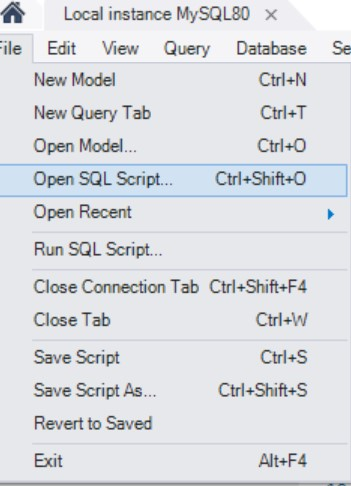 Local instance MySQL80 ×
File Edit View Query Database Se
New Model Ctrl+N
New Query Tab Ctrl+T
Open Model... Ctrl+O
Open SQL Script... Ctrl+Shift+O
Open Recent
Run SQL Script...
Close Connection Tab Ctrl+Shift+F4
Close Tab Ctrl+W
Save Script Ctrl+S
Save Script As... Ctrl+Shift+S
Revert to Saved
Exit Alt+F4